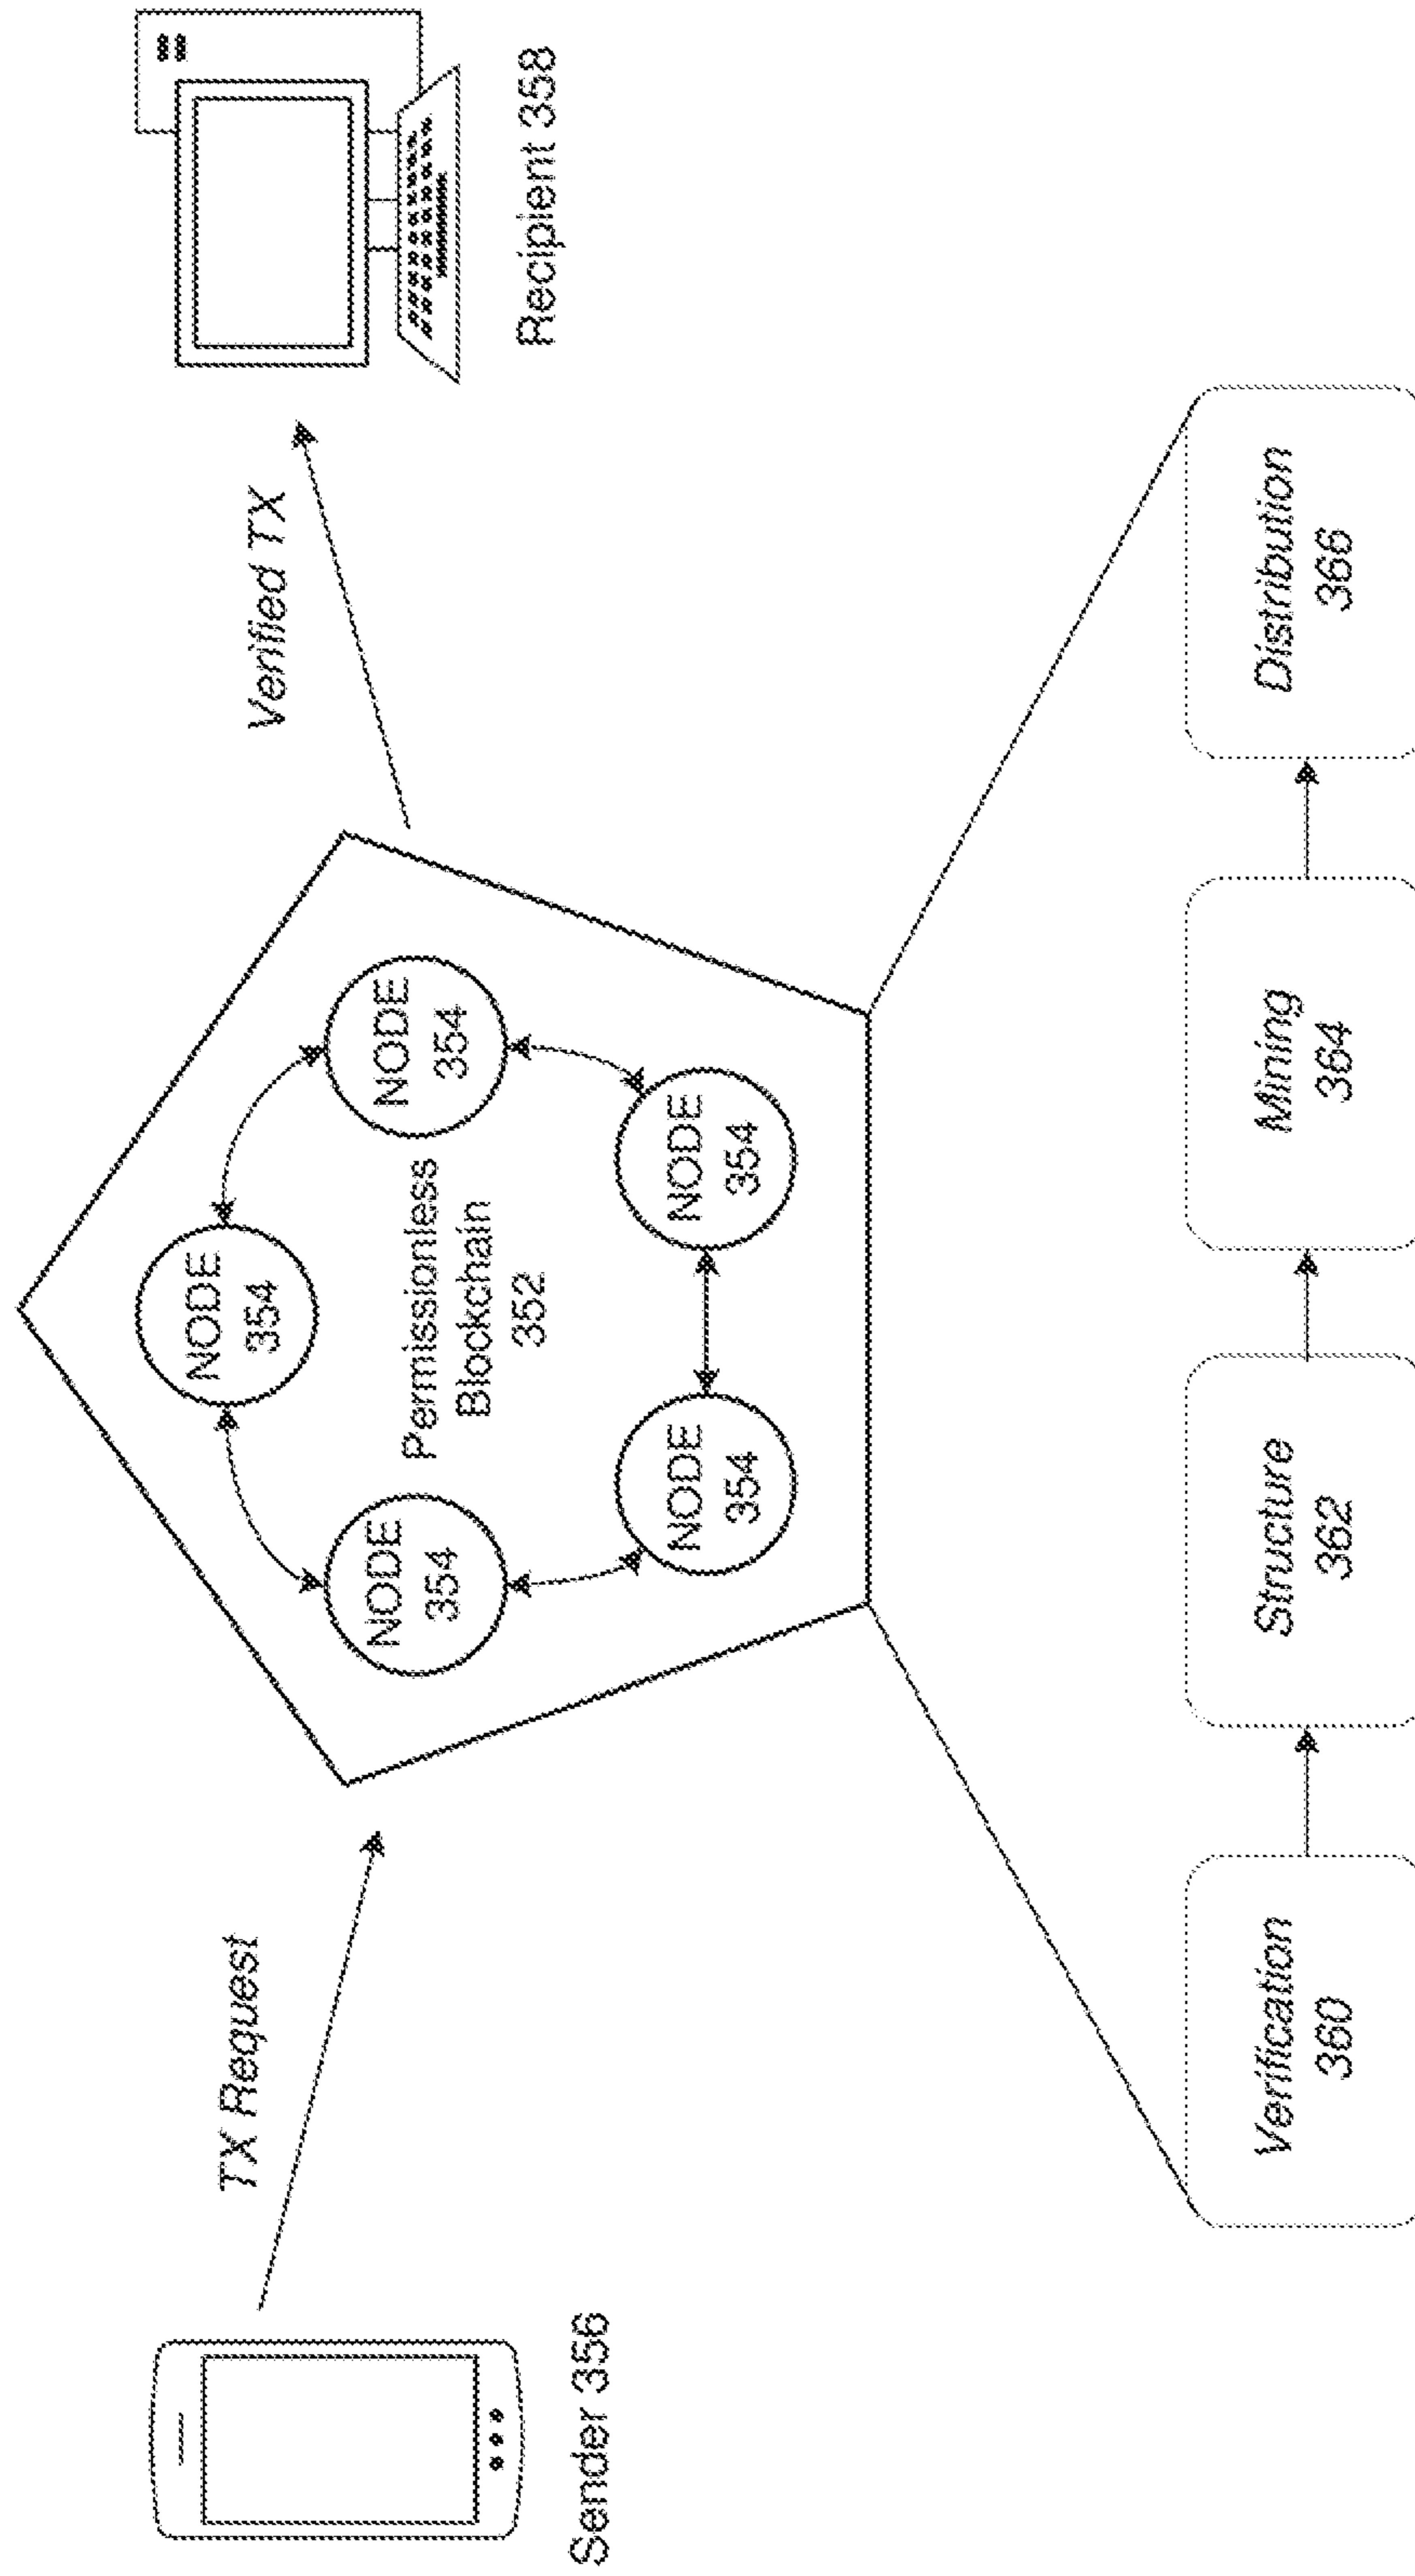 TX Request
Verified TX
Sender 356
Recipient 358
NODE
354
NODE
354
NODE
354
Permissionless
Blockchain
352
NODE
354
NODE
354
Verification
360
Structure
362
Mining
364
Distribution
366